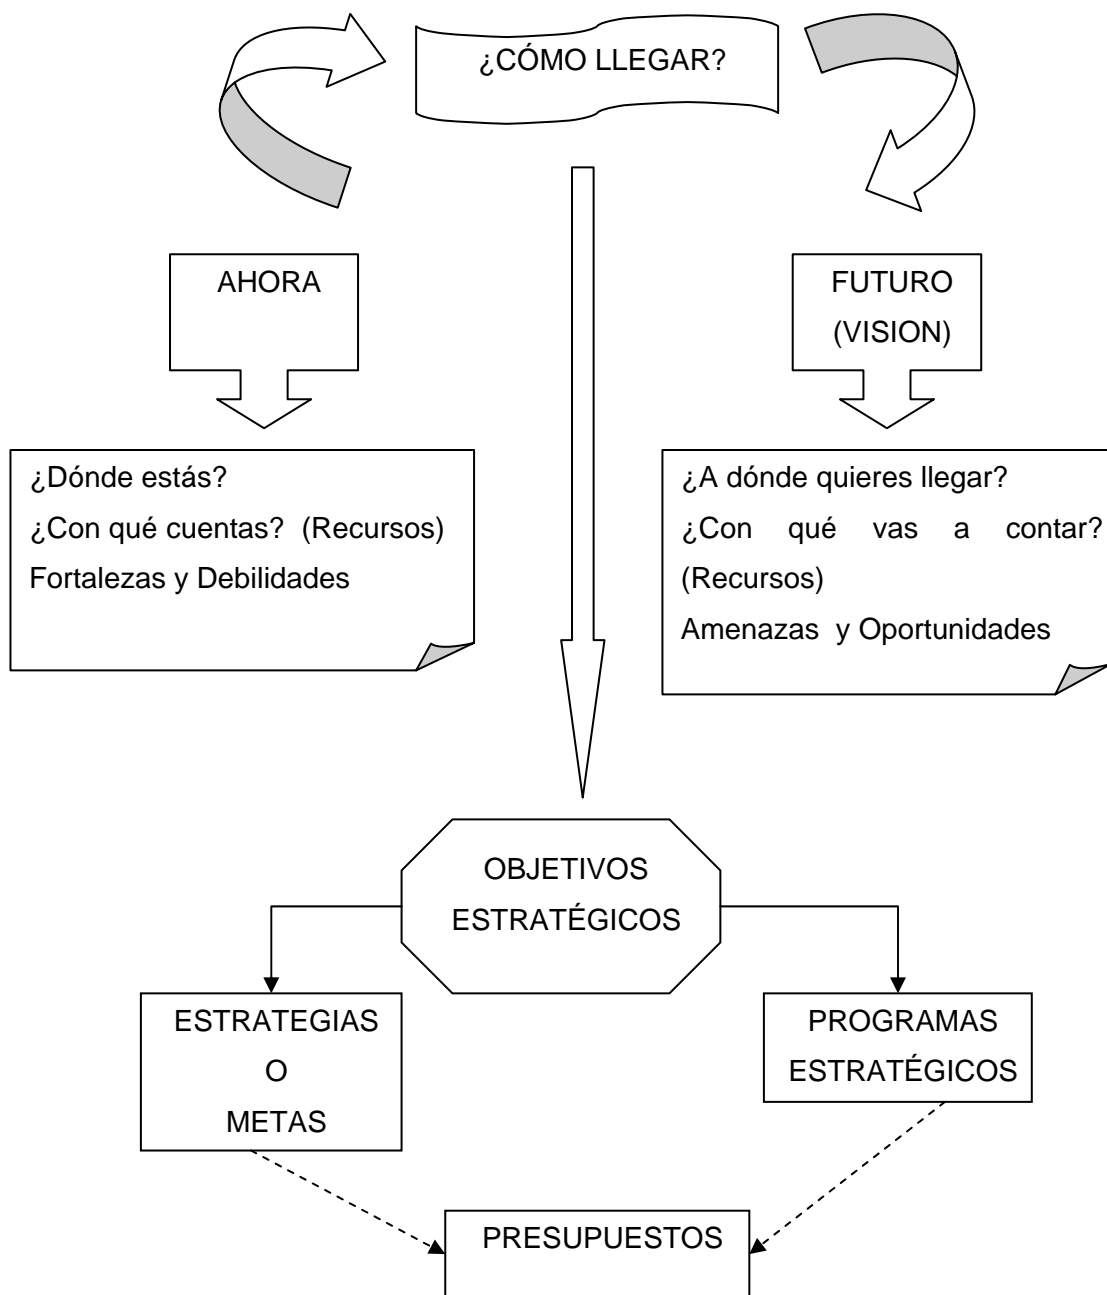 ¿CÓMO LLEGAR?
AHORA
FUTURO
(VISION)
¿Dónde estás?
¿Con qué cuentas? (Recursos)
Fortalezas y Debilidades
¿A dónde quieres llegar?
¿Con qué vas a contar?
(Recursos)
Amenazas y Oportunidades
OBJETIVOS
ESTRATÉGICOS
ESTRATEGIAS
O
METAS
PROGRAMAS
ESTRATÉGICOS
PRESUPUESTOS